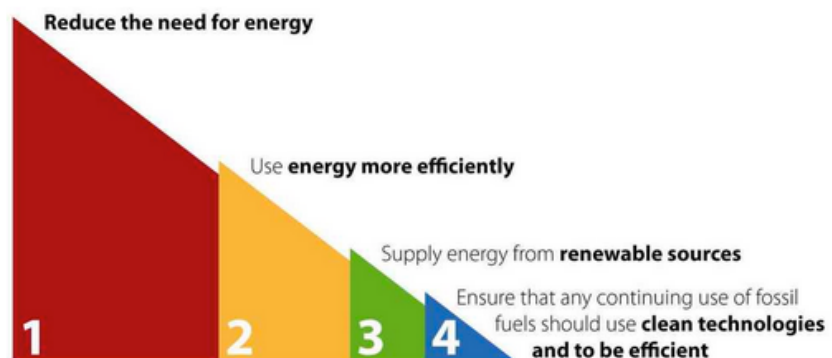 Reduce the need for energy
Use energy more efficiently
Supply energy from renewable sources
Ensure that any continuing use of fossil
fuels should use clean technologies
and to be efficient
1 2 3 4